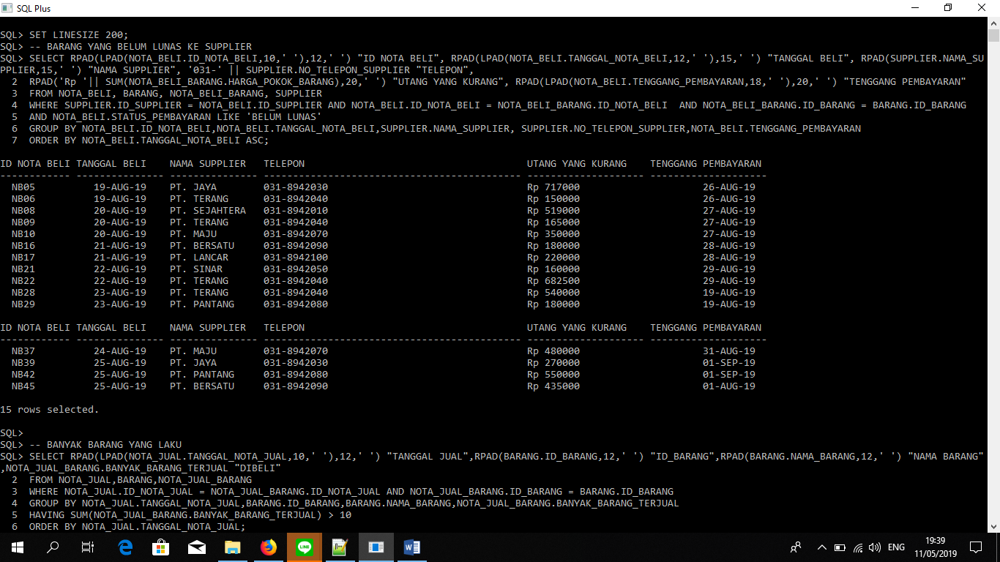 SQL Plus
SQL> SET LINESIZE 200;
SQL> -- BARANG YANG BELUM LUNAS KE SUPPLIER
SQL> SELECT RPAD(LPAD(NOTA_BELI.ID_NOTA_BELI,10,' '),12,' ') "ID NOTA BELI", RPAD(LPAD(NOTA_BELI.TANGGAL_NOTA_BELI,12,' '),15,' ') "TANGGAL BELI", RPAD(SUPPLIER.NAMA_SU
PPLIER,15,' ') "NAMA SUPPLIER", '031-' || SUPPLIER.NO_TELEPON_SUPPLIER "TELEPON",
2 RPAD('Rp '|| SUM(NOTA_BELI_BARANG.HARGA_POKOK_BARANG),20,' ') "UTANG YANG KURANG", RPAD(LPAD(NOTA_BELI.TENGGANG_PEMBAYARAN,18,' '),20,' ') "TENGGANG PEMBAYARAN"
3 FROM NOTA_BELI, BARANG, NOTA_BELI_BARANG, SUPPLIER
4 WHERE SUPPLIER.ID_SUPPLIER = NOTA_BELI.ID_SUPPLIER AND NOTA_BELI.ID_NOTA_BELI = NOTA_BELI_BARANG.ID_NOTA_BELI  AND NOTA_BELI_BARANG.ID_BARANG = BARANG.ID_BARANG
5 AND NOTA_BELI.STATUS_PEMBAYARAN LIKE 'BELUM LUNAS'
6 GROUP BY NOTA_BELI.ID_NOTA_BELI,NOTA_BELI.TANGGAL_NOTA_BELI,SUPPLIER.NAMA_SUPPLIER, SUPPLIER.NO_TELEPON_SUPPLIER,NOTA_BELI.TENGGANG_PEMBAYARAN
7 ORDER BY NOTA_BELI.TANGGAL_NOTA_BELI ASC;
ID NOTA BELI TANGGAL BELI NAMA SUPPLIER TELEPON UTANG YANG KURANG TENGGANG PEMBAYARAN
------------ --------------- --------------- -------------------------------------------- -------------------- --------------------
NB05 19-AUG-19 PT. JAYA 031-8942030 Rp 717000 26-AUG-19
NB06 19-AUG-19 PT. TERANG 031-8942040 Rp 150000 26-AUG-19
NB08 20-AUG-19 PT. SEJAHTERA 031-8942010 Rp 519000 27-AUG-19
NB09 20-AUG-19 PT. TERANG 031-8942040 Rp 165000 27-AUG-19
NB10 20-AUG-19 PT. MAJU 031-8942070 Rp 350000 27-AUG-19
NB16 21-AUG-19 PT. BERSATU 031-8942090 Rp 180000 28-AUG-19
NB17 21-AUG-19 PT. LANCAR 031-8942100 Rp 220000 28-AUG-19
NB21 22-AUG-19 PT. SINAR 031-8942050 Rp 160000 29-AUG-19
NB22 22-AUG-19 PT. TERANG 031-8942040 Rp 682500 29-AUG-19
NB28 23-AUG-19 PT. TERANG 031-8942040 Rp 540000 19-AUG-19
NB29 23-AUG-19 PT. PANTANG 031-8942080 Rp 180000 19-AUG-19
ID NOTA BELI TANGGAL BELI NAMA SUPPLIER TELEPON UTANG YANG KURANG TENGGANG PEMBAYARAN
------------ --------------- --------------- -------------------------------------------- -------------------- --------------------
NB37 24-AUG-19 PT. MAJU 031-8942070 Rp 480000 31-AUG-19
NB39 25-AUG-19 PT. JAYA 031-8942030 Rp 270000 01-SEP-19
NB42 25-AUG-19 PT. PANTANG 031-8942080 Rp 550000 01-SEP-19
NB45 25-AUG-19 PT. BERSATU 031-8942090 Rp 435000 01-AUG-19
15 rows selected.
SQL>
SQL> -- BANYAK BARANG YANG LAKU
SQL> SELECT RPAD(LPAD(NOTA_JUAL.TANGGAL_NOTA_JUAL,10,' '),12,' ') "TANGGAL JUAL",RPAD(BARANG.ID_BARANG,12,' ') "ID_BARANG",RPAD(BARANG.NAMA_BARANG,12,' ') "NAMA BARANG"
,NOTA_JUAL_BARANG.BANYAK_BARANG_TERJUAL "DIBELI"
2 FROM NOTA_JUAL,BARANG,NOTA_JUAL_BARANG
3 WHERE NOTA_JUAL.ID_NOTA_JUAL = NOTA_JUAL_BARANG.ID_NOTA_JUAL AND NOTA_JUAL_BARANG.ID_BARANG = BARANG.ID_BARANG
4 GROUP BY NOTA_JUAL.TANGGAL_NOTA_JUAL,BARANG.ID_BARANG,BARANG.NAMA_BARANG,NOTA_JUAL_BARANG.BANYAK_BARANG_TERJUAL
5 HAVING SUM(NOTA_JUAL_BARANG.BANYAK_BARANG_TERJUAL) > 10
6 ORDER BY NOTA_JUAL.TANGGAL_NOTA_JUAL;
LINE
ENG
19:39
11/05/2019